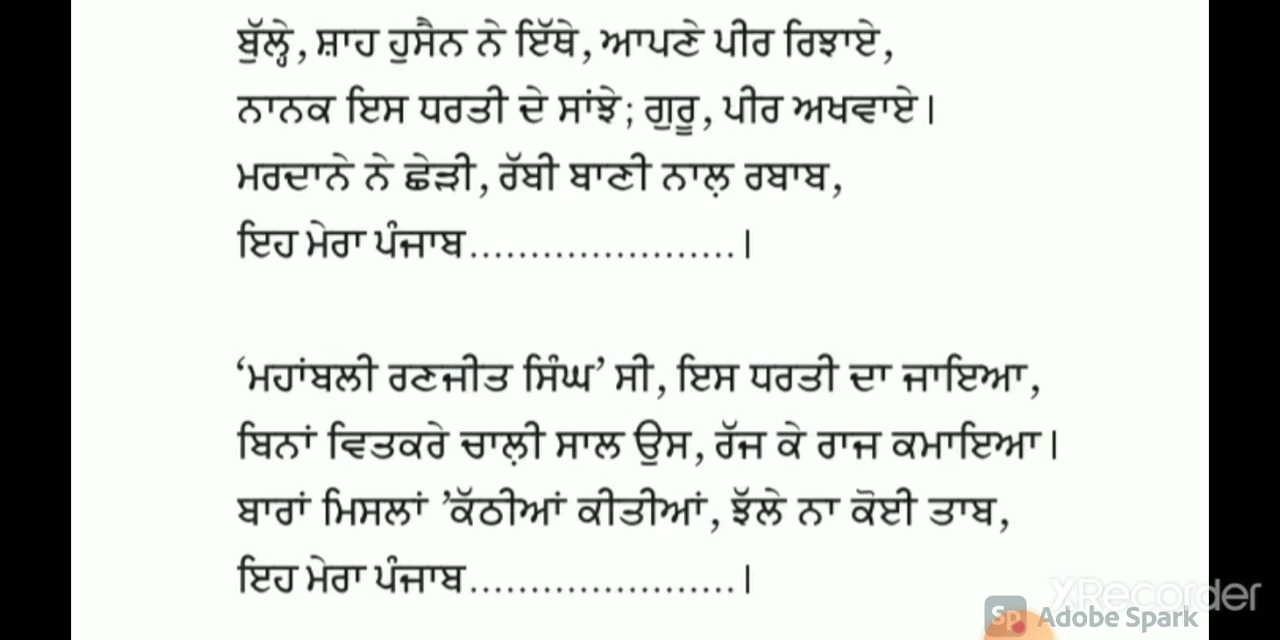 ਬੁੱਲ੍ਹੇ, ਸ਼ਾਹ ਹੁਸੈਨ ਨੇ ਇੱਥੇ, ਆਪਣੇ ਪੀਰ ਰਿਝਾਏ,
ਨਾਨਕ ਇਸ ਧਰਤੀ ਦੇ ਸਾਂਝੇ; ਗੁਰੂ, ਪੀਰ ਅਖਵਾਏ।
ਮਰਦਾਨੇ ਨੇ ਛੇੜੀ, ਰੱਬੀ ਬਾਣੀ ਨਾਲ਼ ਰਬਾਬ,
ਇਹ ਮੇਰਾ ਪੰਜਾਬ......................।
‘ਮਹਾਂਬਲੀ ਰਣਜੀਤ ਸਿੰਘ’ ਸੀ, ਇਸ ਧਰਤੀ ਦਾ ਜਾਇਆ,
ਬਿਨਾਂ ਵਿਤਕਰੇ ਚਾਲ਼ੀ ਸਾਲ ਉਸ, ਰੱਜ ਕੇ ਰਾਜ ਕਮਾਇਆ।
ਬਾਰਾਂ ਮਿਸਲਾਂ ’ਕੱਠੀਆਂ ਕੀਤੀਆਂ, ਝੱਲੇ ਨਾ ਕੋਈ ਤਾਬ,
ਇਹ ਮੇਰਾ ਪੰਜਾਬ......................।
XRecorder
Sp Adobe Spark